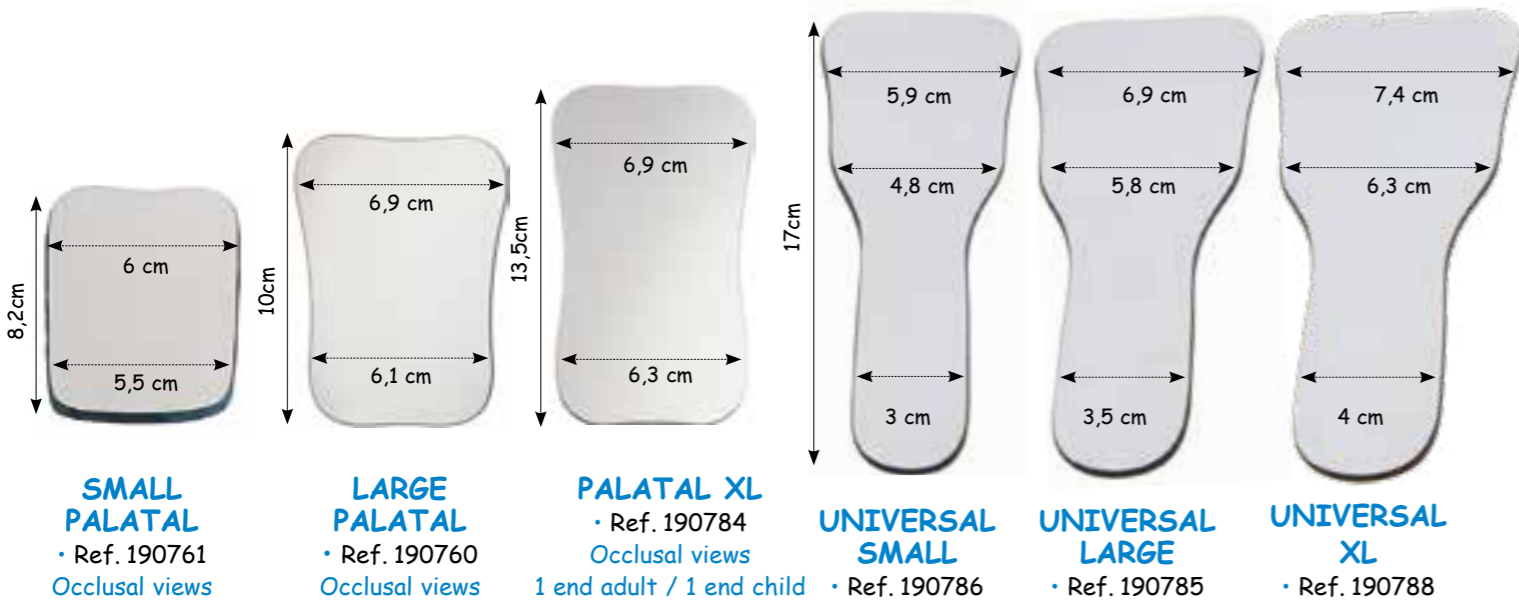 8,2cm
6 cm
5,5 cm
SMALL
PALATAL
· Ref. 190761
Occlusal views
10cm
6,9 cm
6,1 cm
LARGE
PALATAL
· Ref. 190760
Occlusal views
13,5cm
6,9 cm
6,3 cm
PALATAL XL
· Ref. 190784
Occlusal views
1 end adult / 1 end child
17cm
5,9 cm
4,8 cm
3 cm
UNIVERSAL
SMALL
· Ref. 190786
6,9 cm
5,8 cm
3,5 cm
UNIVERSAL
LARGE
· Ref. 190785
7,4 cm
6,3 cm
4 cm
UNIVERSAL
XL
· Ref. 190788